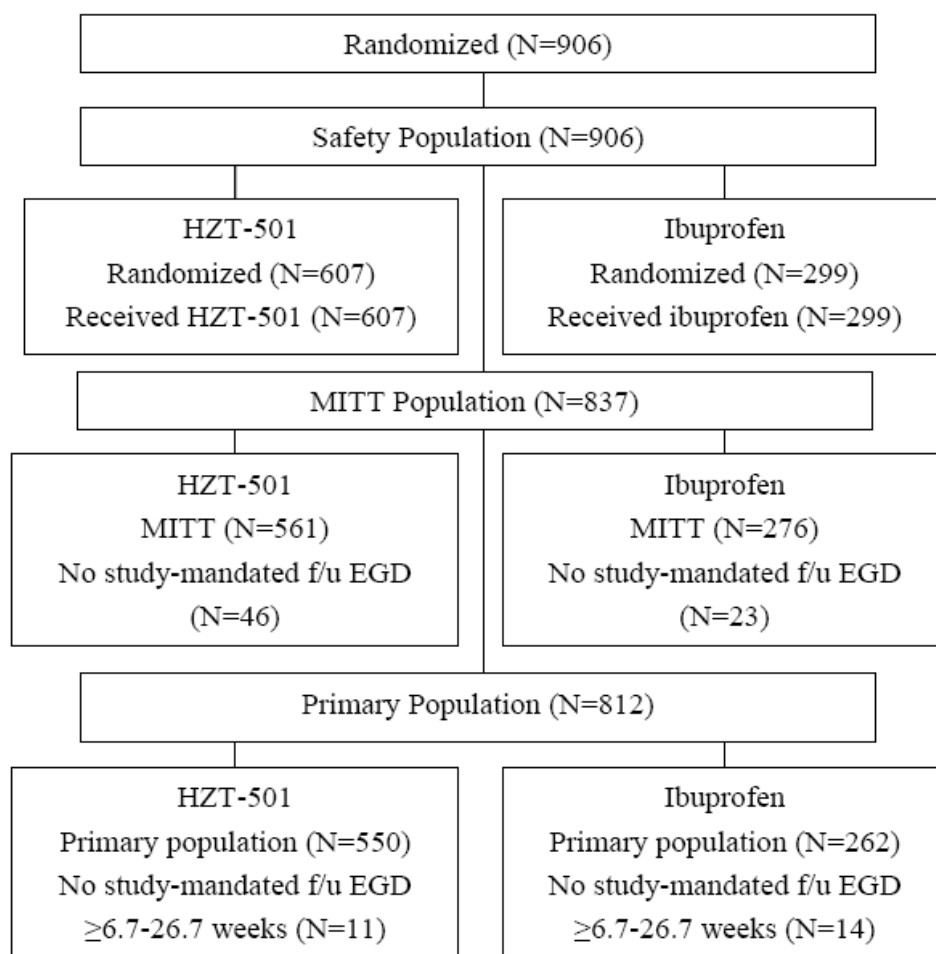 Randomized (N=906)
Safety Population (N=906)
HZT-501
Randomized (N=607)
Received HZT-501 (N=607)
Ibuprofen
Randomized (N=299)
Received ibuprofen (N=299)
MITT Population (N=837)
HZT-501
MITT (N=561)
No study-mandated f/u EGD
(N=46)
Ibuprofen
MITT (N=276)
No study-mandated f/u EGD
(N=23)
Primary Population (N=812)
HZT-501
Primary population (N=550)
No study-mandated f/u EGD
≥6.7-26.7 weeks (N=11)
Ibuprofen
Primary population (N=262)
No study-mandated f/u EGD
≥6.7-26.7 weeks (N=14)